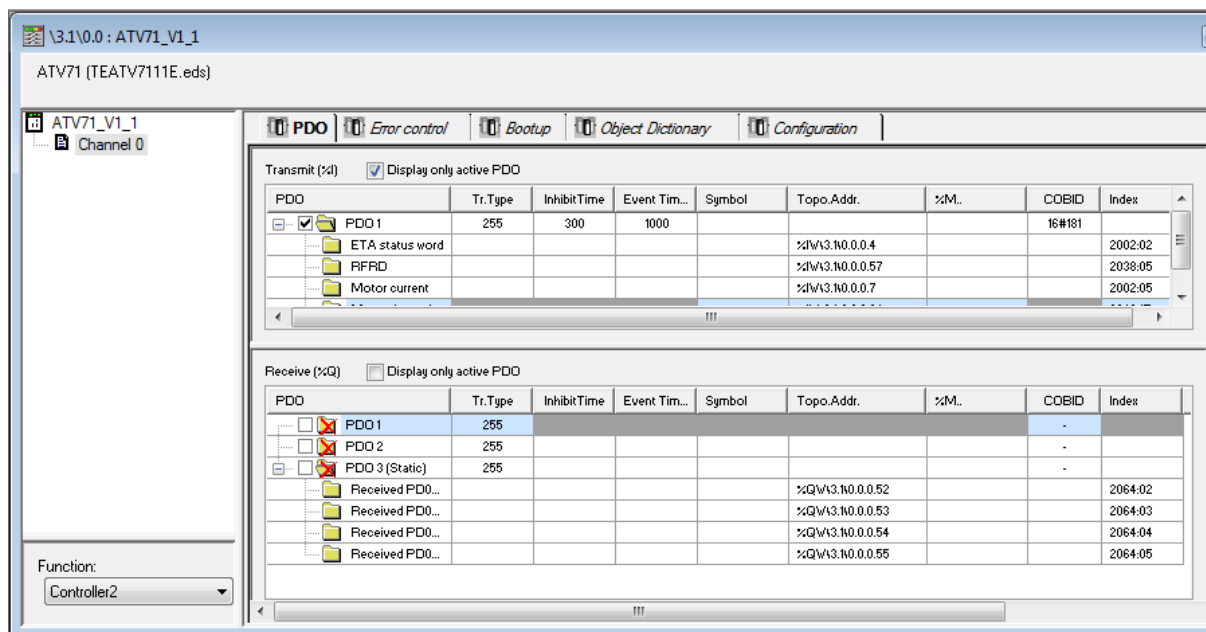 \3.1\0.0 : ATV71_V1_1
ATV71 (TEATV7111E.eds)
ATV71_V1_1
Channel 0
PDO Error control Bootup Object Dictionary Configuration
Transmit (%I) Display only active PDO
PDO Tr.Type InhibitTime Event Tim... Symbol Topo.Addr. %M.. COBID Index
PDO 1 255 300 1000 16#181
ETA status word %IW\3.1\0.0.0.4 2002:02
RFRD %IW\3.1\0.0.0.57 2038:05
Motor current %IW\3.1\0.0.0.7 2002:05
Receive (%Q) Display only active PDO
PDO Tr.Type InhibitTime Event Tim... Symbol Topo.Addr. %M.. COBID Index
PDO 1 255 -
PDO 2 255 -
PDO 3 (Static) 255 -
Received PD0... %QW\3.1\0.0.0.52 2064:02
Received PD0... %QW\3.1\0.0.0.53 2064:03
Received PD0... %QW\3.1\0.0.0.54 2064:04
Received PD0... %QW\3.1\0.0.0.55 2064:05
Function:
Controller2